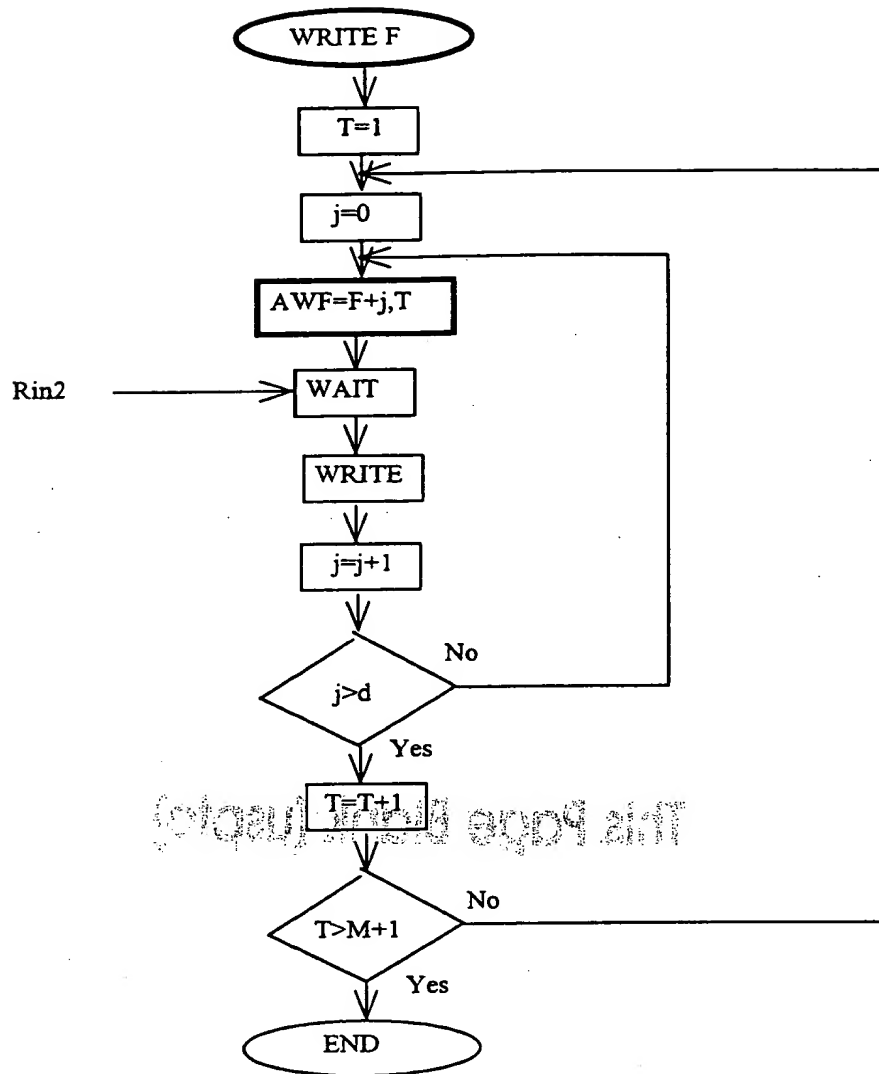 WRITE F
T=1
j=0
AWF=F+j,T
Rin2
WAIT
WRITE
j=j+1
No
j>d
Yes
T=T+1
This Page Blank (uspto)
No
T>M+1
Yes
END